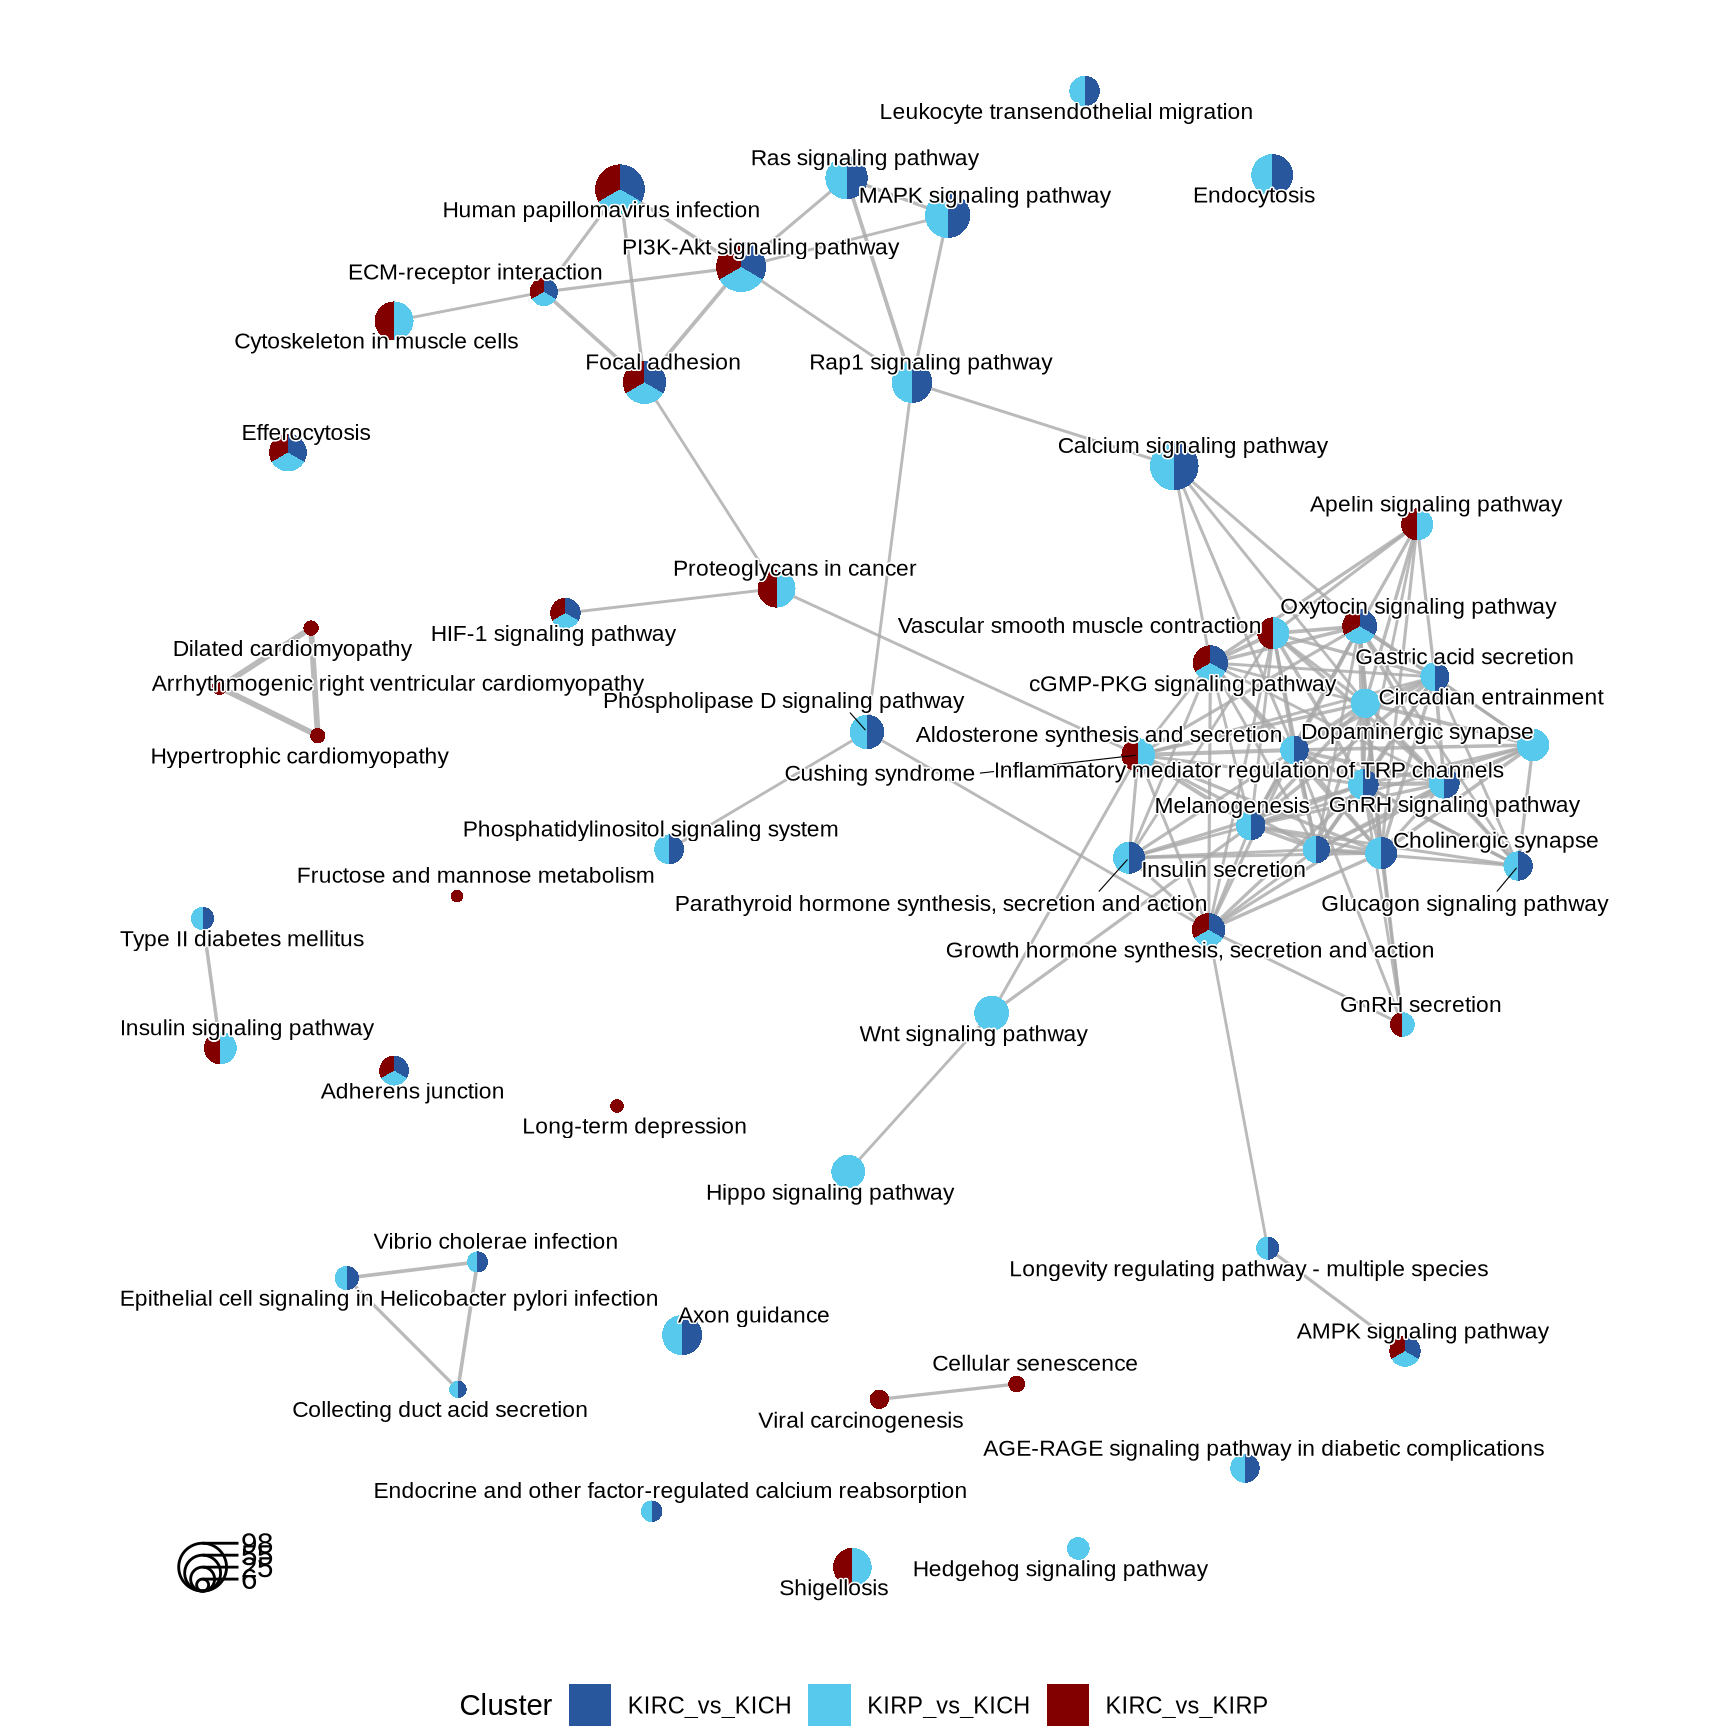 Leukocyte transendothelial migration
Ras signaling pathway
MAPK signaling pathway
Endocytosis
Human papillomavirus infection
PI3K-Akt signaling pathway
ECM-receptor interaction
Cytoskeleton in muscle cells
Focal adhesion
Rap1 signaling pathway
Efferocytosis
Calcium signaling pathway
Apelin signaling pathway
Proteoglycans in cancer
Oxytocin signaling pathway
Vascular smooth muscle contraction
HIF-1 signaling pathway
Dilated cardiomyopathy
Gastric acid secretion
Arrhythmogenic right ventricular cardiomyopathy
cGMP-PKG signaling pathway
Circadian entrainment
Phospholipase D signaling pathway
Aldosterone synthesis and secretion
Dopaminergic synapse
Hypertrophic cardiomyopathy
Cushing syndrome
Inflammatory mediator regulation of TRP channels
Melanogenesis
GnRH signaling pathway
Phosphatidylinositol signaling system
Cholinergic synapse
Fructose and mannose metabolism
Insulin secretion
Parathyroid hormone synthesis, secretion and action
Glucagon signaling pathway
Type II diabetes mellitus
Growth hormone synthesis, secretion and action
GnRH secretion
Insulin signaling pathway
Wnt signaling pathway
Adherens junction
Long-term depression
Hippo signaling pathway
Vibrio cholerae infection
Longevity regulating pathway - multiple species
Epithelial cell signaling in Helicobacter pylori infection
Axon guidance
AMPK signaling pathway
Cellular senescence
Collecting duct acid secretion
Viral carcinogenesis
AGE-RAGE signaling pathway in diabetic complications
Endocrine and other factor-regulated calcium reabsorption
98
55
25
6
Hedgehog signaling pathway
Shigellosis
Cluster
KIRC_vs_KICH
KIRP_vs_KICH
KIRC_vs_KIRP